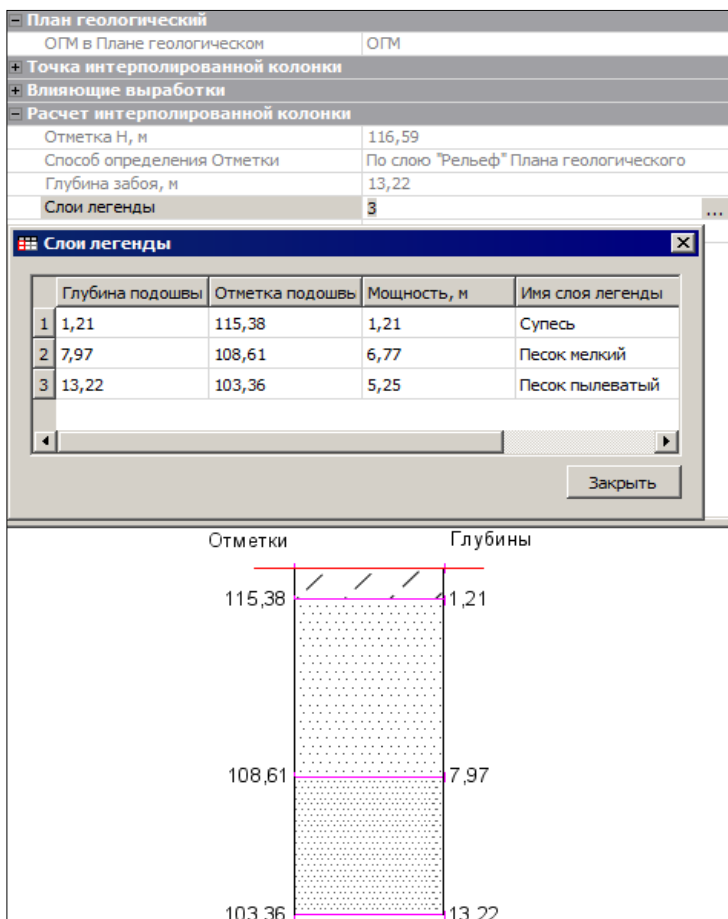 План геологический
ОГМ в Плане геологическом ОГМ
Точка интерполированной колонки
Влияющие выработки
Расчет интерполированной колонки
Отметка H, м 116,59
Способ определения Отметки По слою "Рельеф" Плана геологического
Глубина забоя, м 13,22
Слои легенды 3 ...
Слои легенды
Глубина подошвы Отметка подошвь Мощность, м Имя слоя легенды
1 1,21 115,38 1,21 Супесь
2 7,97 108,61 6,77 Песок мелкий
3 13,22 103,36 5,25 Песок пылеватый
Закрыть
Отметки Глубины
115,38 1,21
108,61 7,97
103,36 13,22